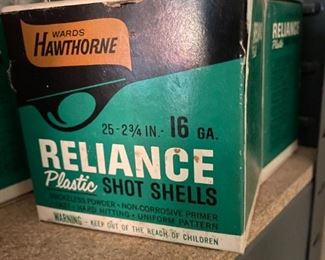 WARDS
HAWTHORNE
25 - 2¾ IN. - 16 GA.
RELIANCE
Plastic SHOT SHELLS
SMOKELESS POWDER • NON-CORROSIVE PRIMER
HARD HITTING • UNIFORM PATTERN
WARNING - KEEP OUT OF THE REACH OF CHILDREN
RELIANCE
Plastic